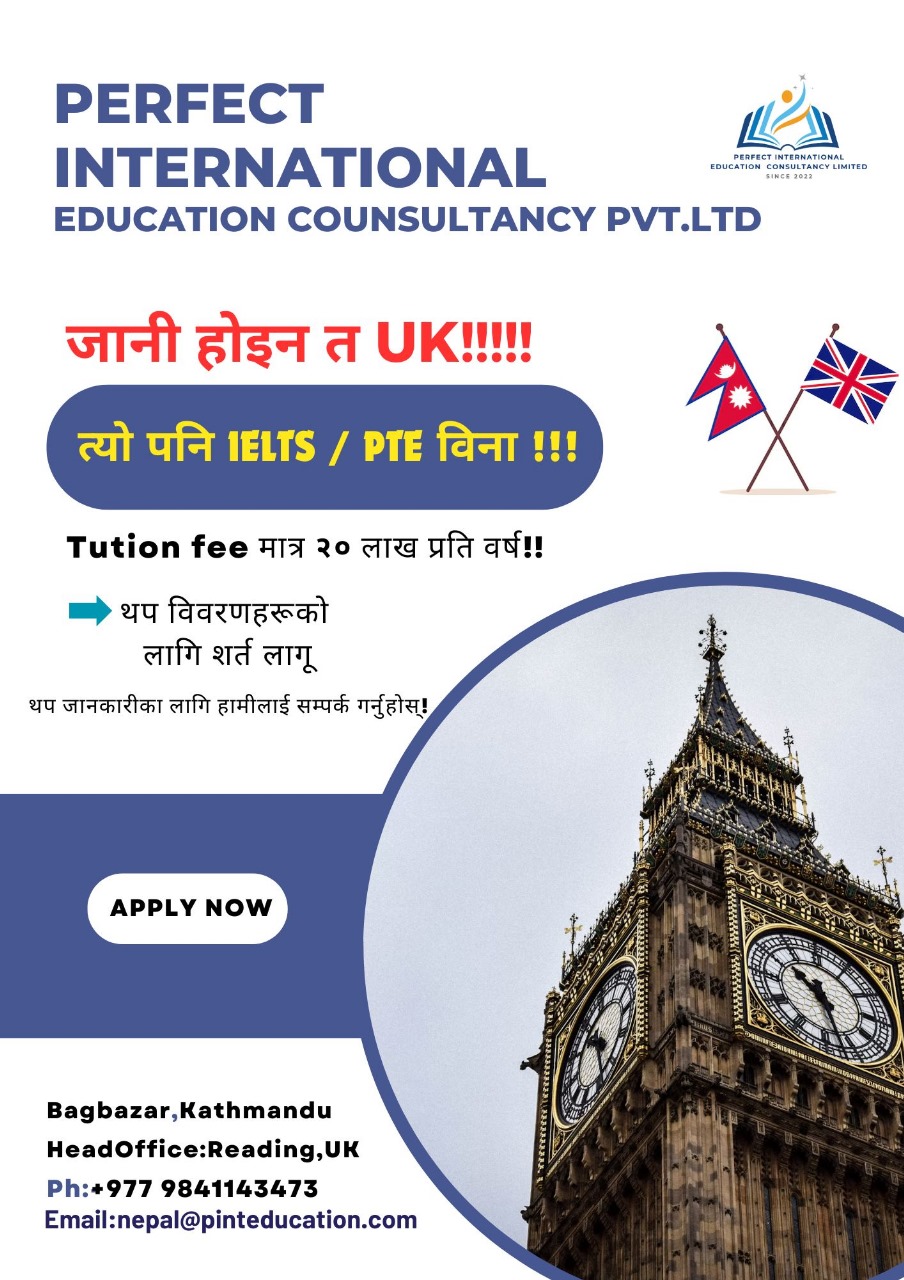 PERFECT
INTERNATIONAL
EDUCATION COUNSULTANCY PVT.LTD
PERFECT INTERNATIONAL
EDUCATION CONSULTANCY LIMITED
SINCE 2022
जानी होइन त UK!!!!!
त्यो पनि IELTS / PTE विना !!!
Tution fee मात्र २० लाख प्रति वर्ष!!
थप विवरणहरूको
लागि शर्त लागू
थप जानकारीका लागि हामीलाई सम्पर्क गर्नुहोस्!
APPLY NOW
Bagbazar,Kathmandu
HeadOffice:Reading,UK
Ph:+977 9841143473
Email:nepal@pinteducation.com